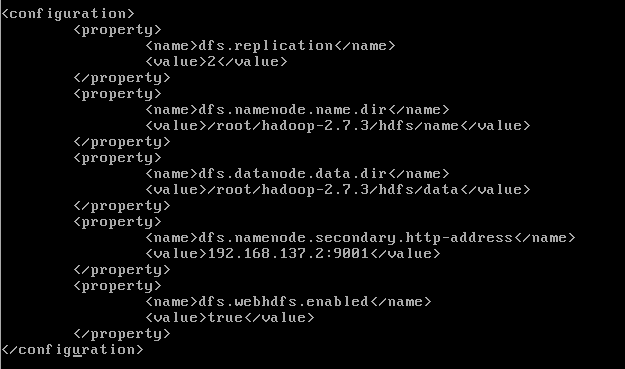 <configuration>
        <property>
                <name>dfs.replication</name>
                <value>2</value>
        </property>
        <property>
                <name>dfs.namenode.name.dir</name>
                <value>/root/hadoop-2.7.3/hdfs/name</value>
        </property>
        <property>
                <name>dfs.datanode.data.dir</name>
                <value>/root/hadoop-2.7.3/hdfs/data</value>
        </property>
        <property>
                <name>dfs.namenode.secondary.http-address</name>
                <value>192.168.137.2:9001</value>
        </property>
        <property>
                <name>dfs.webhdfs.enabled</name>
                <value>true</value>
        </property>
</configuration>